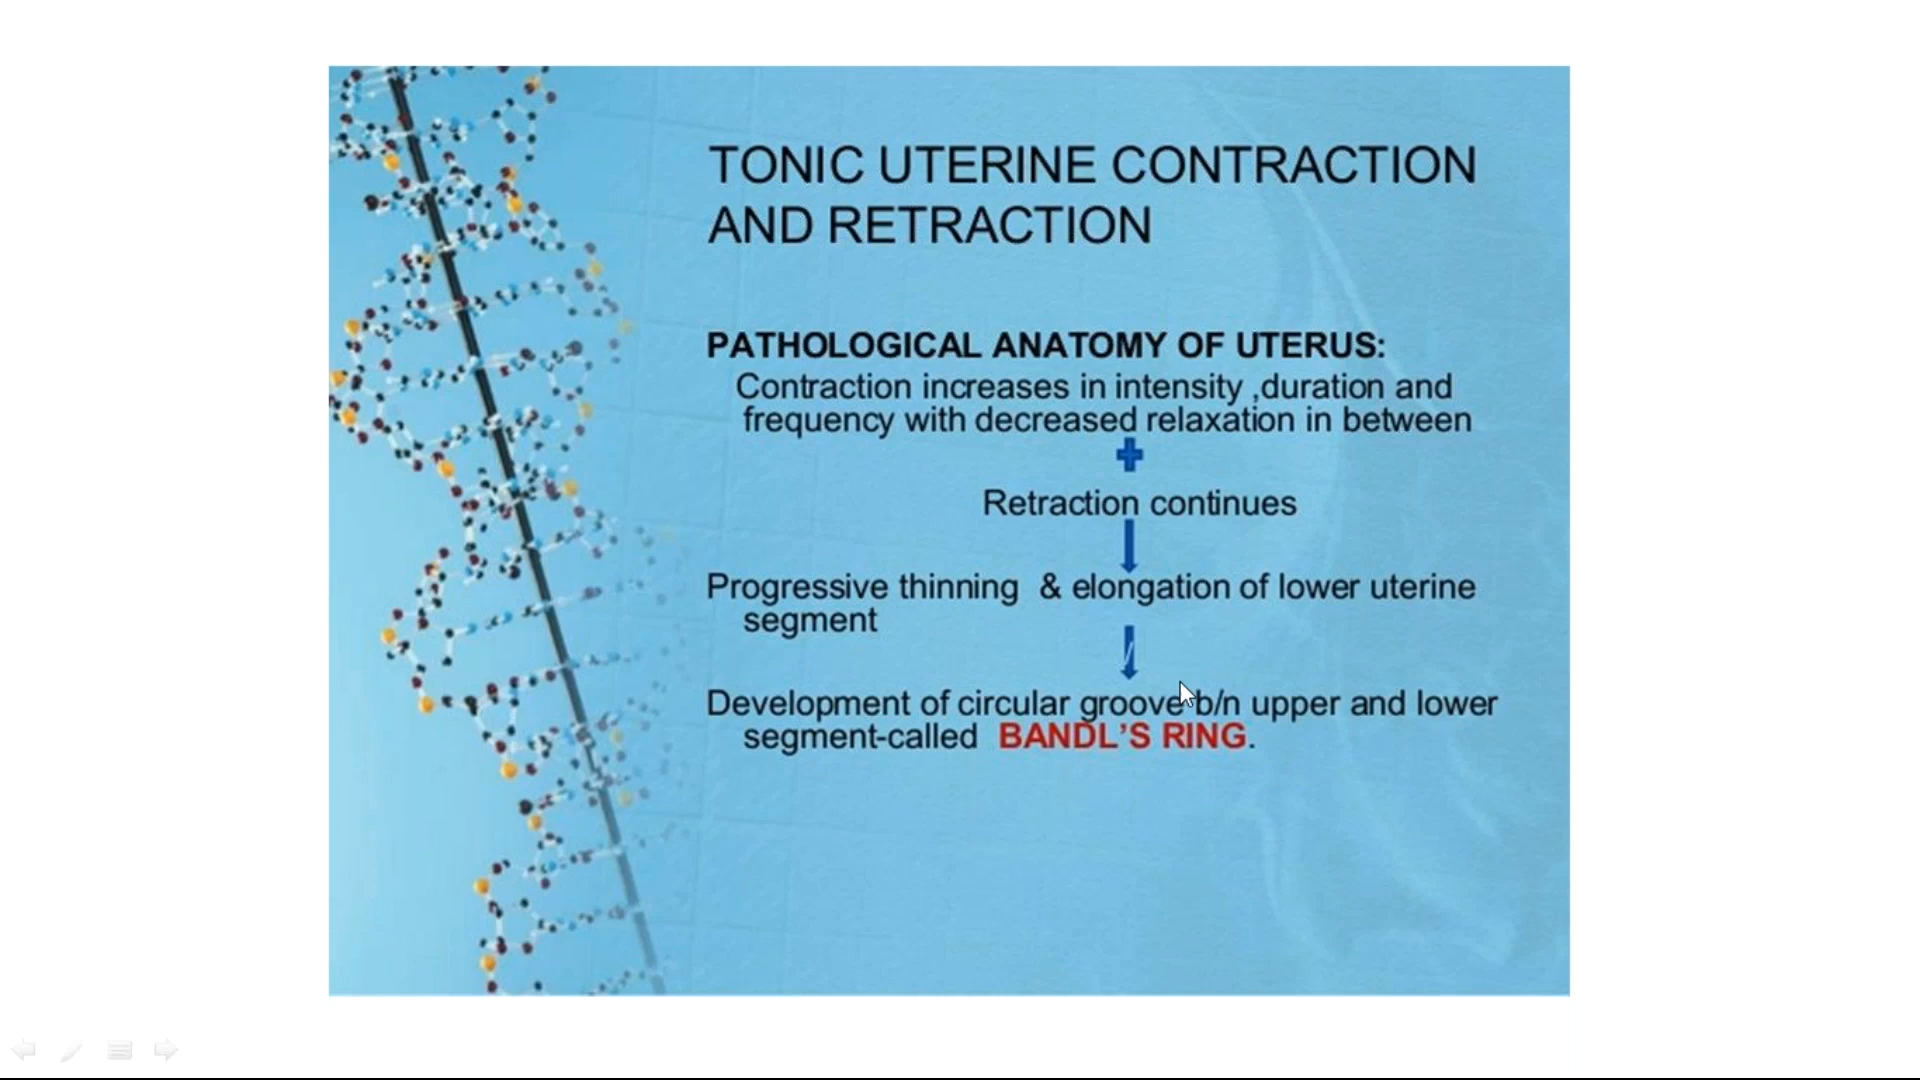 TONIC UTERINE CONTRACTION
AND RETRACTION
PATHOLOGICAL ANATOMY OF UTERUS:
Contraction increases in intensity ,duration and
frequency with decreased relaxation in between
Retraction continues
Progressive thinning & elongation of lower uterine
segment
Development of circular groove b/n upper and lower
segment-called BANDL’S RING.